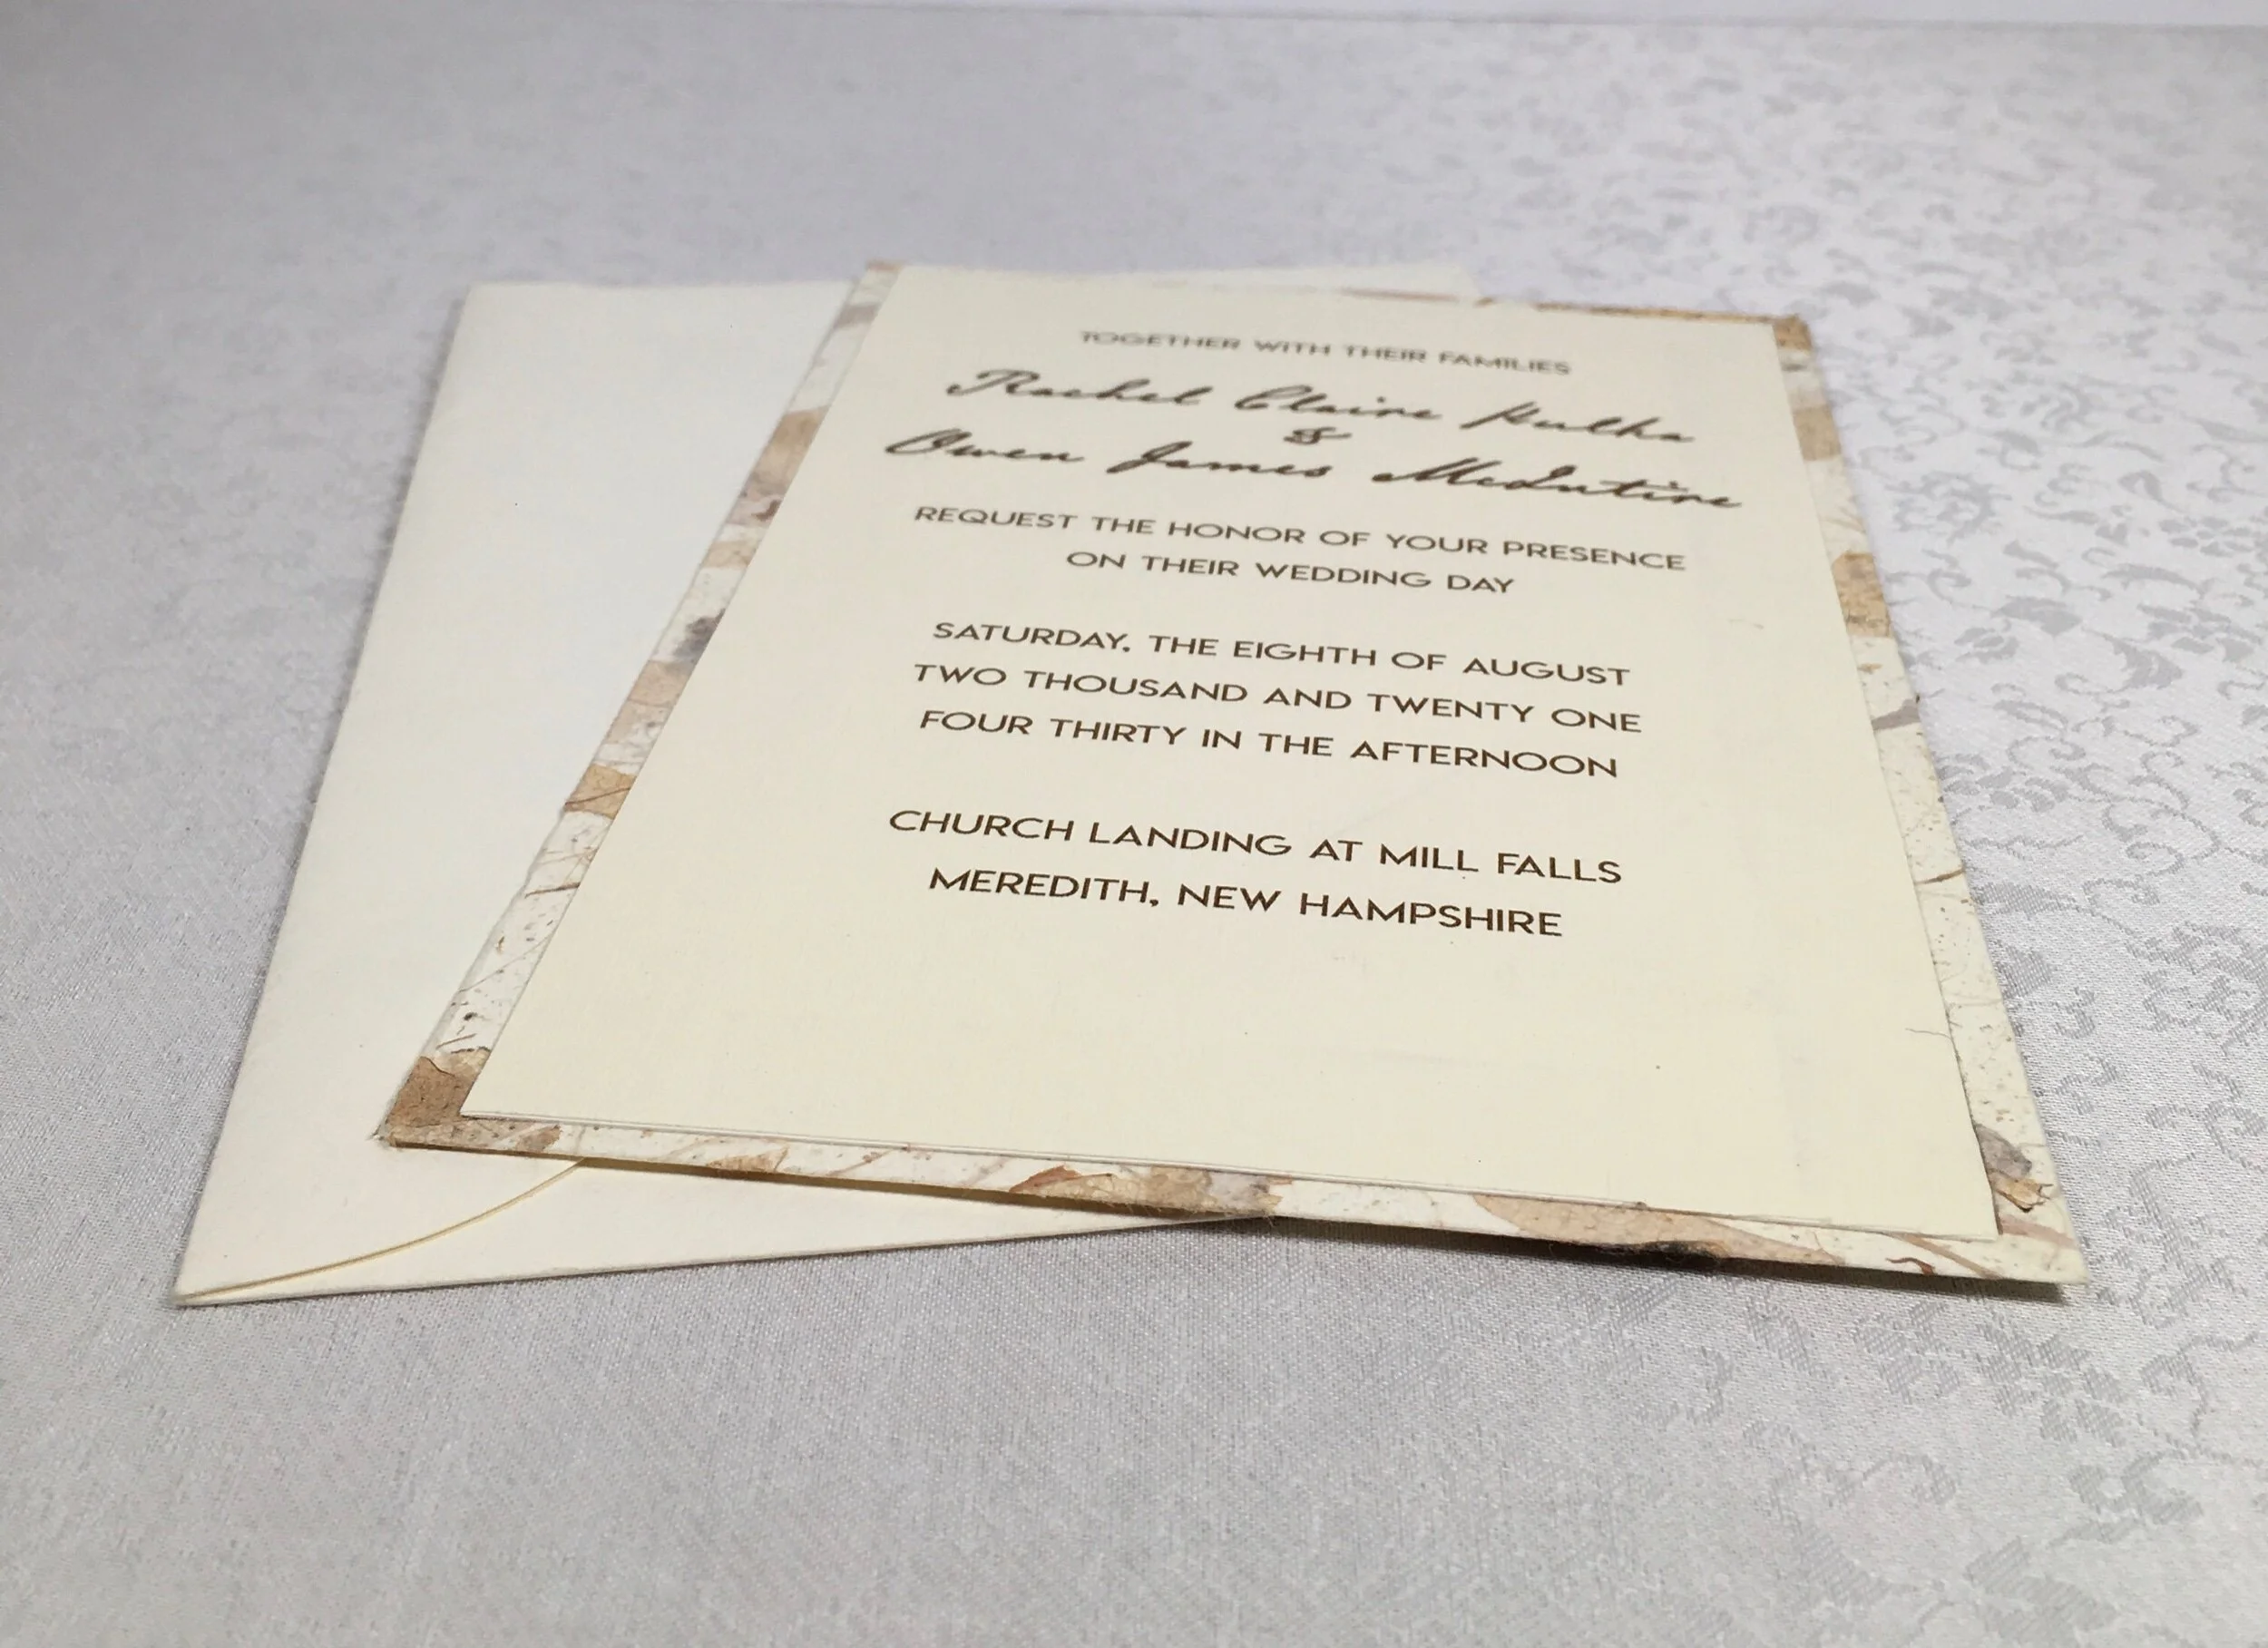 TOGETHER WITH THEIR FAMILIES
Rachel Claire Kulka
&
Owen James McIntire
REQUEST THE HONOR OF YOUR PRESENCE
ON THEIR WEDDING DAY
SATURDAY, THE EIGHTH OF AUGUST
TWO THOUSAND AND TWENTY ONE
FOUR THIRTY IN THE AFTERNOON
CHURCH LANDING AT MILL FALLS
MEREDITH, NEW HAMPSHIRE